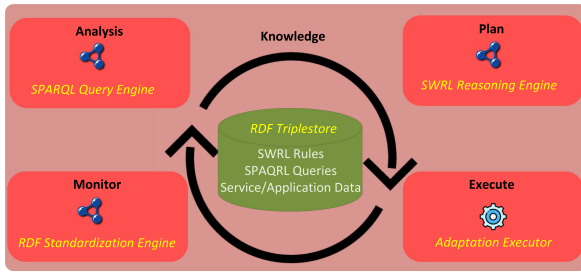 Analysis
SPARQL Query Engine
Knowledge
Plan
SWRL Reasoning Engine
RDF Triplestore
SWRL Rules
SPAQRL Queries
Service/Application Data
Monitor
RDF Standardization Engine
Execute
Adaptation Executor